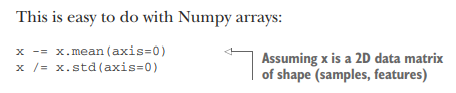 This is easy to do with Numpy arrays:
x -= x.mean(axis=0)
x /= x.std(axis=0)
Assuming x is a 2D data matrix
of shape (samples, features)